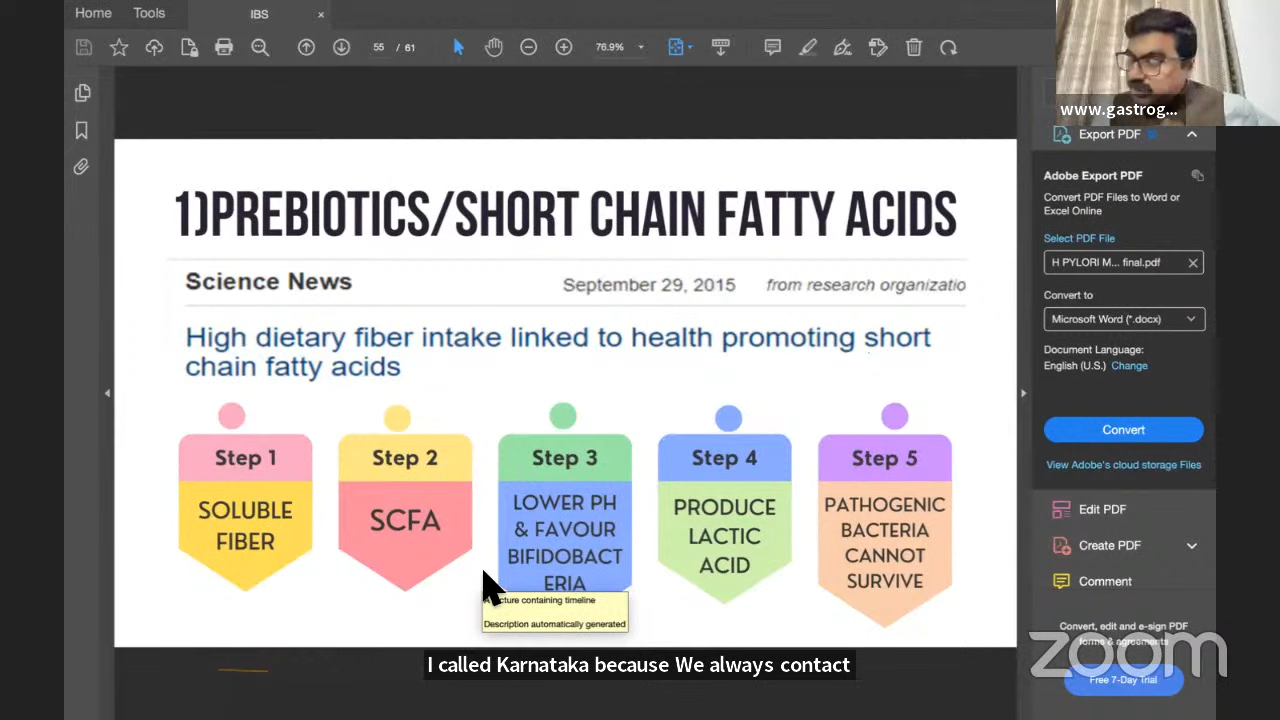 Home Tools IBS ×
55 / 61 76.9%
www.gastrog...
Export PDF
Adobe Export PDF
Convert PDF Files to Word or
Excel Online
Select PDF File
H PYLORI M... final.pdf
Convert to
Microsoft Word (*.docx)
Document Language:
English (U.S.) Change
Convert
View Adobe's cloud storage Files
Edit PDF
Create PDF
Comment
Convert, edit and e-sign PDF
forms & agreements
Free 7-Day Trial
zoom
1)PREBIOTICS/SHORT CHAIN FATTY ACIDS
Science News September 29, 2015 from research organizatio
High dietary fiber intake linked to health promoting short
chain fatty acids
Step 1
SOLUBLE
FIBER
Step 2
SCFA
Step 3
LOWER PH
& FAVOUR
BIFIDOBACT
ERIA
Step 4
PRODUCE
LACTIC
ACID
Step 5
PATHOGENIC
BACTERIA
CANNOT
SURVIVE
containing timeline
Description automatically generated
I called Karnataka because We always contact